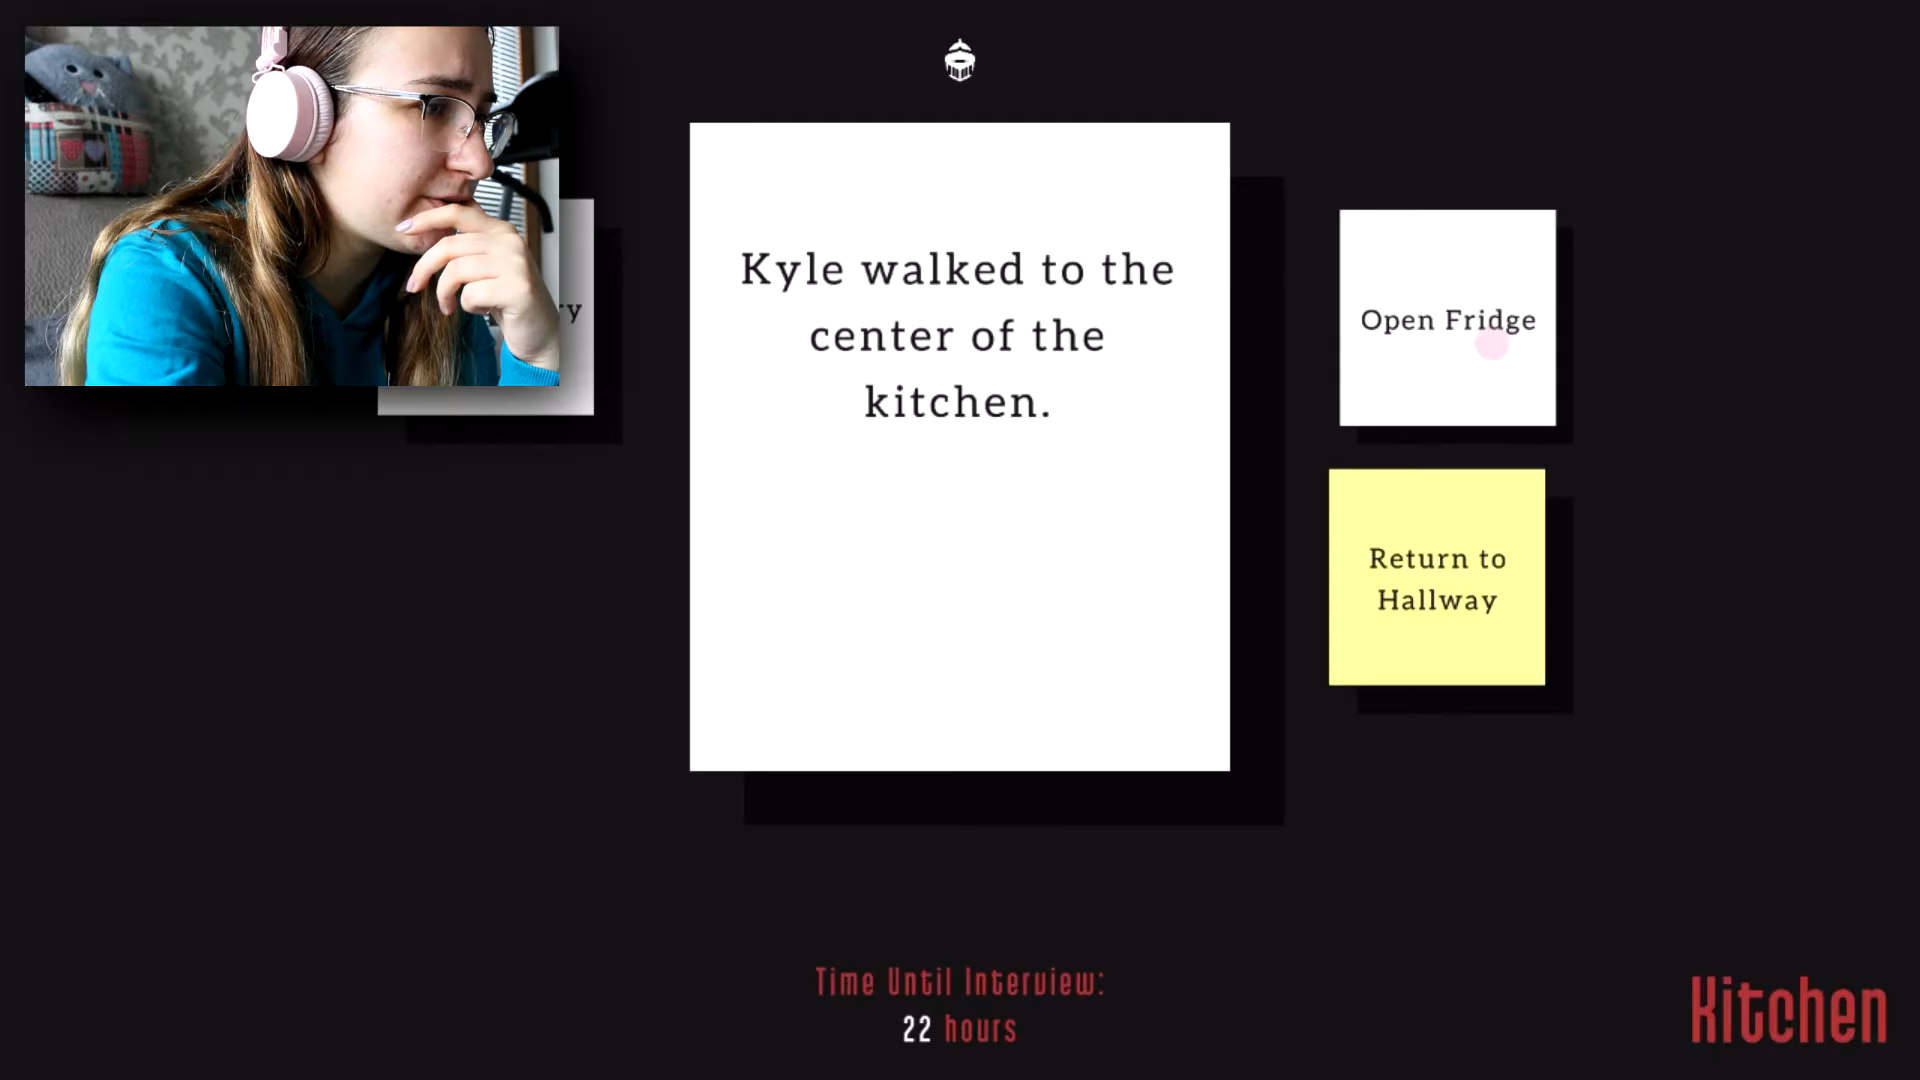 Kyle walked to the
center of the
kitchen.
Open Fridge
Return to
Hallway
Time Until Interview:
22 hours
Kitchen